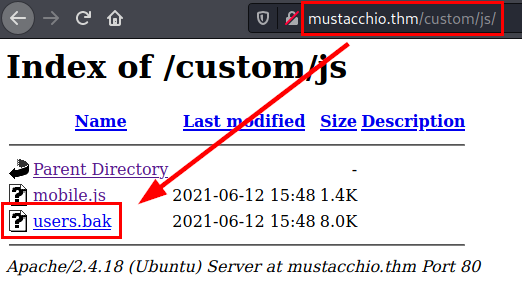 mustacchio.thm/custom/js/
Index of /custom/js
Name Last modified Size Description
Parent Directory -
mobile.js 2021-06-12 15:48 1.4K
users.bak 2021-06-12 15:48 8.0K
Apache/2.4.18 (Ubuntu) Server at mustacchio.thm Port 80